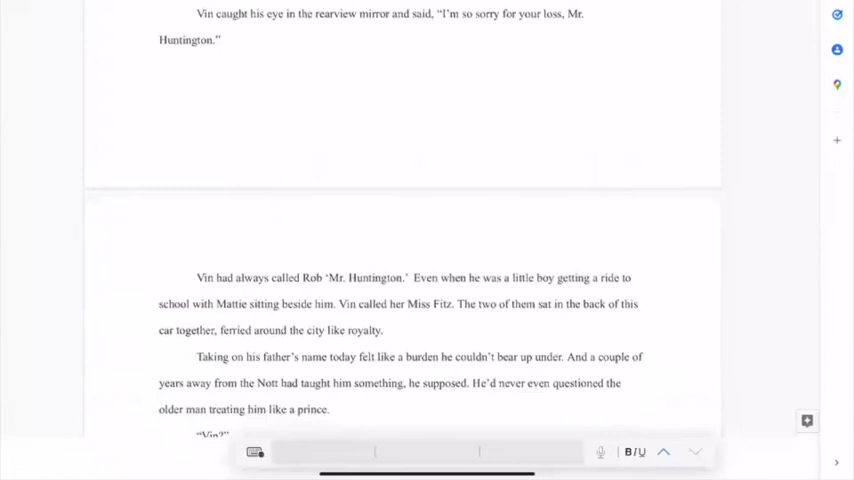 Vin caught his eye in the rearview mirror and said, “I’m so sorry for your loss, Mr.
Huntington.”
Vin had always called Rob ‘Mr. Huntington.’ Even when he was a little boy getting a ride to
school with Mattie sitting beside him. Vin called her Miss Fitz. The two of them sat in the back of this
car together, ferried around the city like royalty.
Taking on his father’s name today felt like a burden he couldn’t bear up under. And a couple of
years away from the Nott had taught him something, he supposed. He’d never even questioned the
older man treating him like a prince.
“Vin?”
B I U